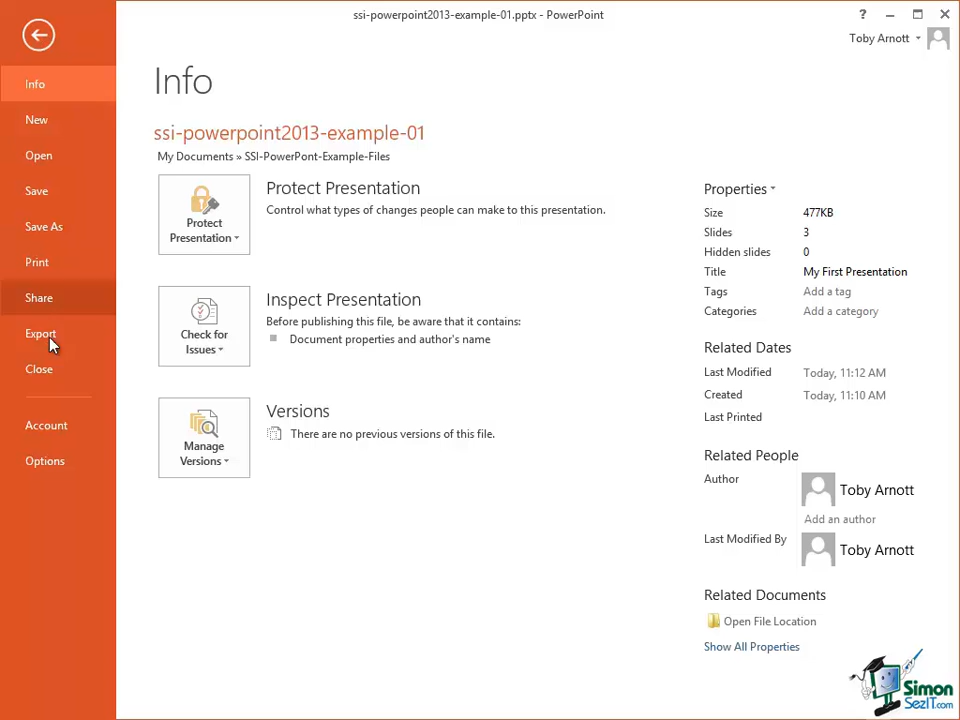 ssi-powerpoint2013-example-01.pptx - PowerPoint
?
Toby Arnott
Info
New
Open
Save
Save As
Print
Share
Export
Close
Account
Options
Info
ssi-powerpoint2013-example-01
My Documents » SSI-PowerPont-Example-Files
Protect
Presentation
Protect Presentation
Control what types of changes people can make to this presentation.
Check for
Issues
Inspect Presentation
Before publishing this file, be aware that it contains:
Document properties and author's name
Manage
Versions
Versions
There are no previous versions of this file.
Properties
Size 477KB
Slides 3
Hidden slides 0
Title My First Presentation
Tags Add a tag
Categories Add a category
Related Dates
Last Modified Today, 11:12 AM
Created Today, 11:10 AM
Last Printed
Related People
Author Toby Arnott
Add an author
Last Modified By Toby Arnott
Related Documents
Open File Location
Show All Properties
Simon
SezIT.com